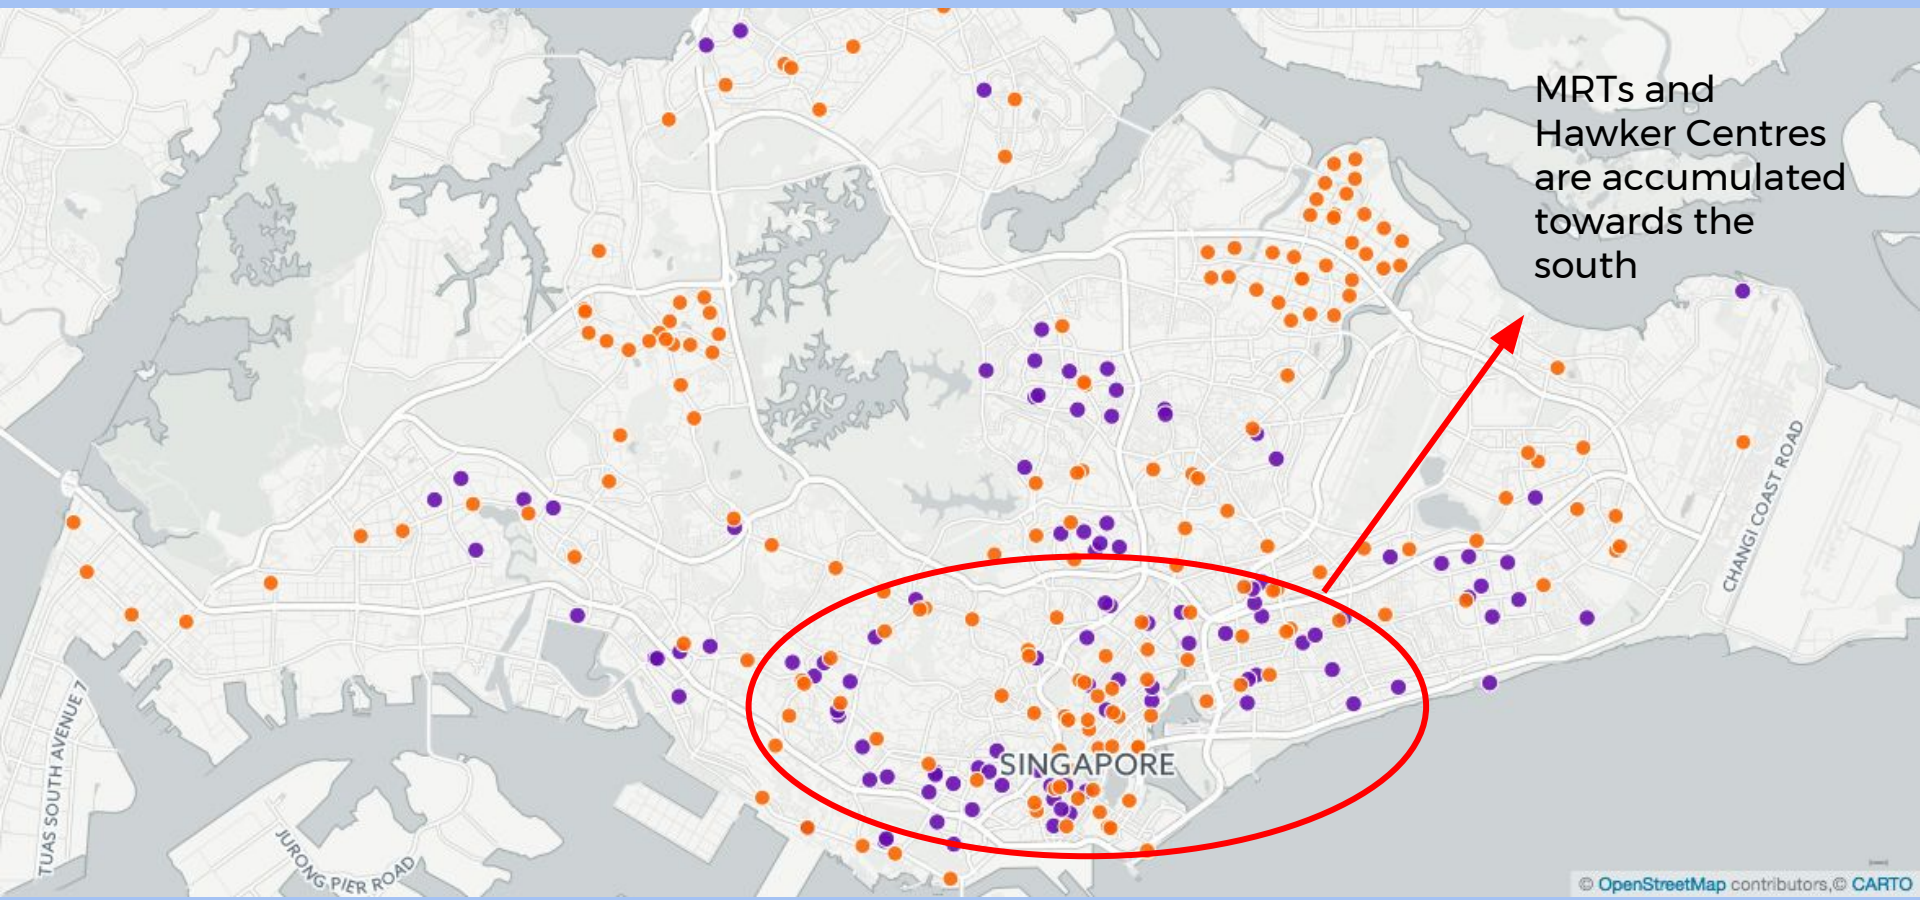 MRTs and
Hawker Centres
are accumulated
towards the
south
CHANGI COAST ROAD
SINGAPORE
TUAS SOUTH AVENUE 7
JURONG PIER ROAD
© OpenStreetMap contributors,© CARTO